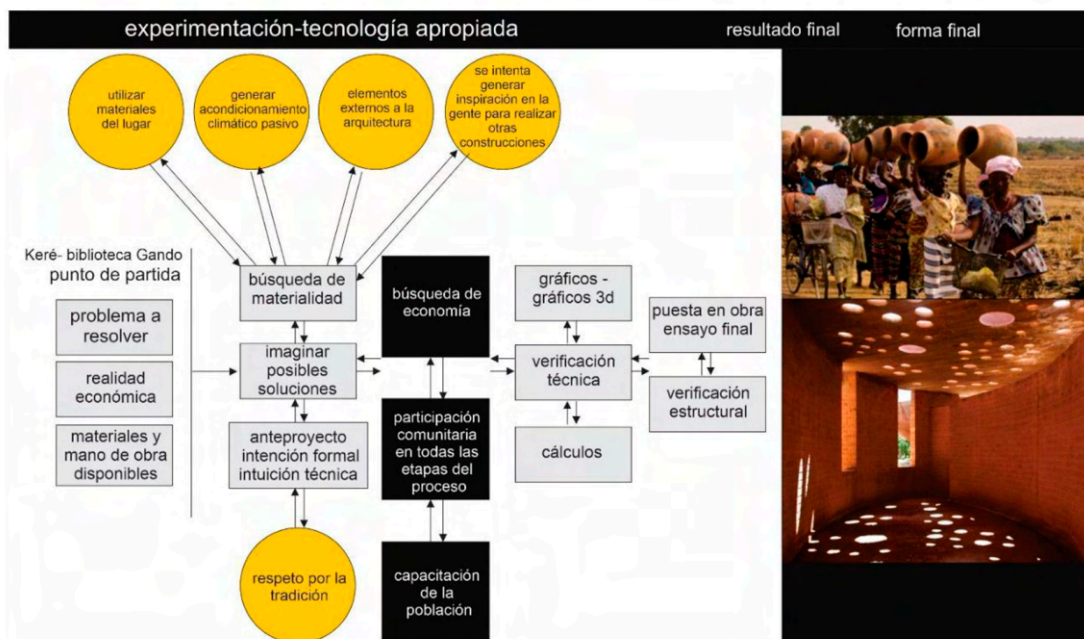 experimentación-tecnología apropiada
resultado final
forma final
utilizar
materiales
del lugar
generar
acondicionamiento
climático pasivo
elementos
externos a la
arquitectura
se intenta
generar
inspiración en la
gente para realizar
otras
construcciones
Keré- biblioteca Gando
punto de partida
problema a
resolver
realidad
económica
materiales y
mano de obra
disponibles
búsqueda de
materialidad
imaginar
posibles
soluciones
anteproyecto
intención formal
intuición técnica
respeto por la
tradición
búsqueda de
economía
participación
comunitaria
en todas las
etapas del
proceso
capacitación
de la
población
gráficos -
gráficos 3d
verificación
técnica
cálculos
puesta en obra
ensayo final
verificación
estructural